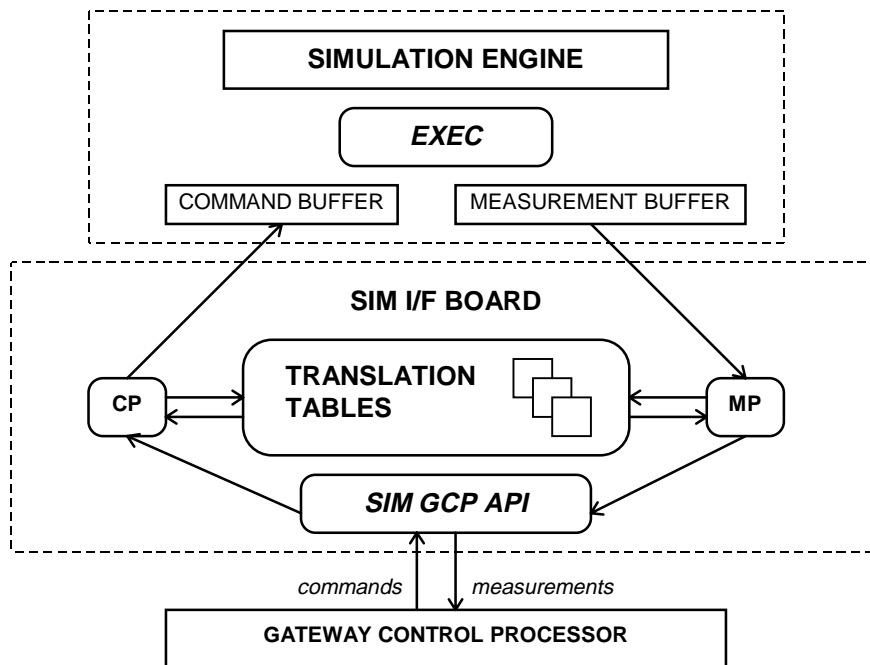 SIMULATION ENGINE
EXEC
COMMAND BUFFER
MEASUREMENT BUFFER
SIM I/F BOARD
CP
TRANSLATION
TABLES
MP
SIM GCP API
commands
measurements
GATEWAY CONTROL PROCESSOR